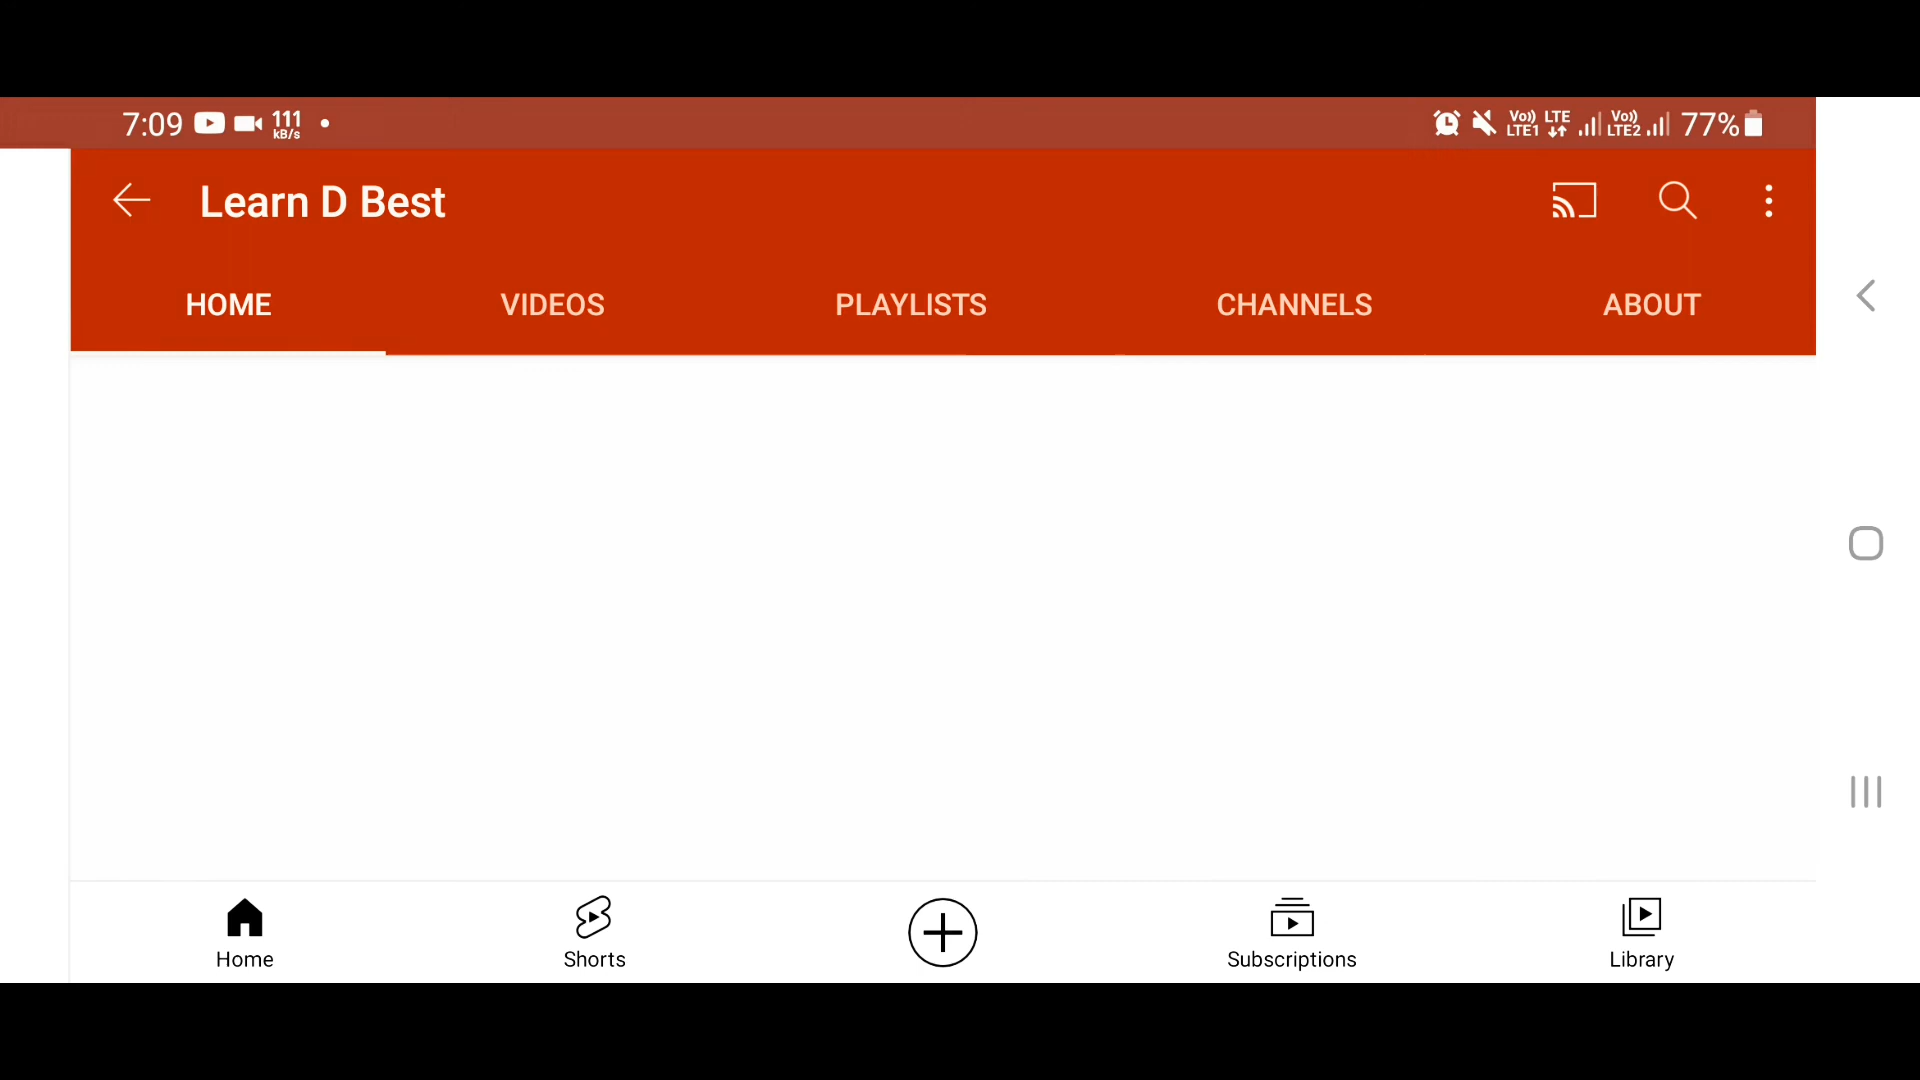 7:09 111 kB/s Vo)) LTE1 LTE Vo)) LTE2 77%
Learn D Best
HOME VIDEOS PLAYLISTS CHANNELS ABOUT
Home Shorts Subscriptions Library